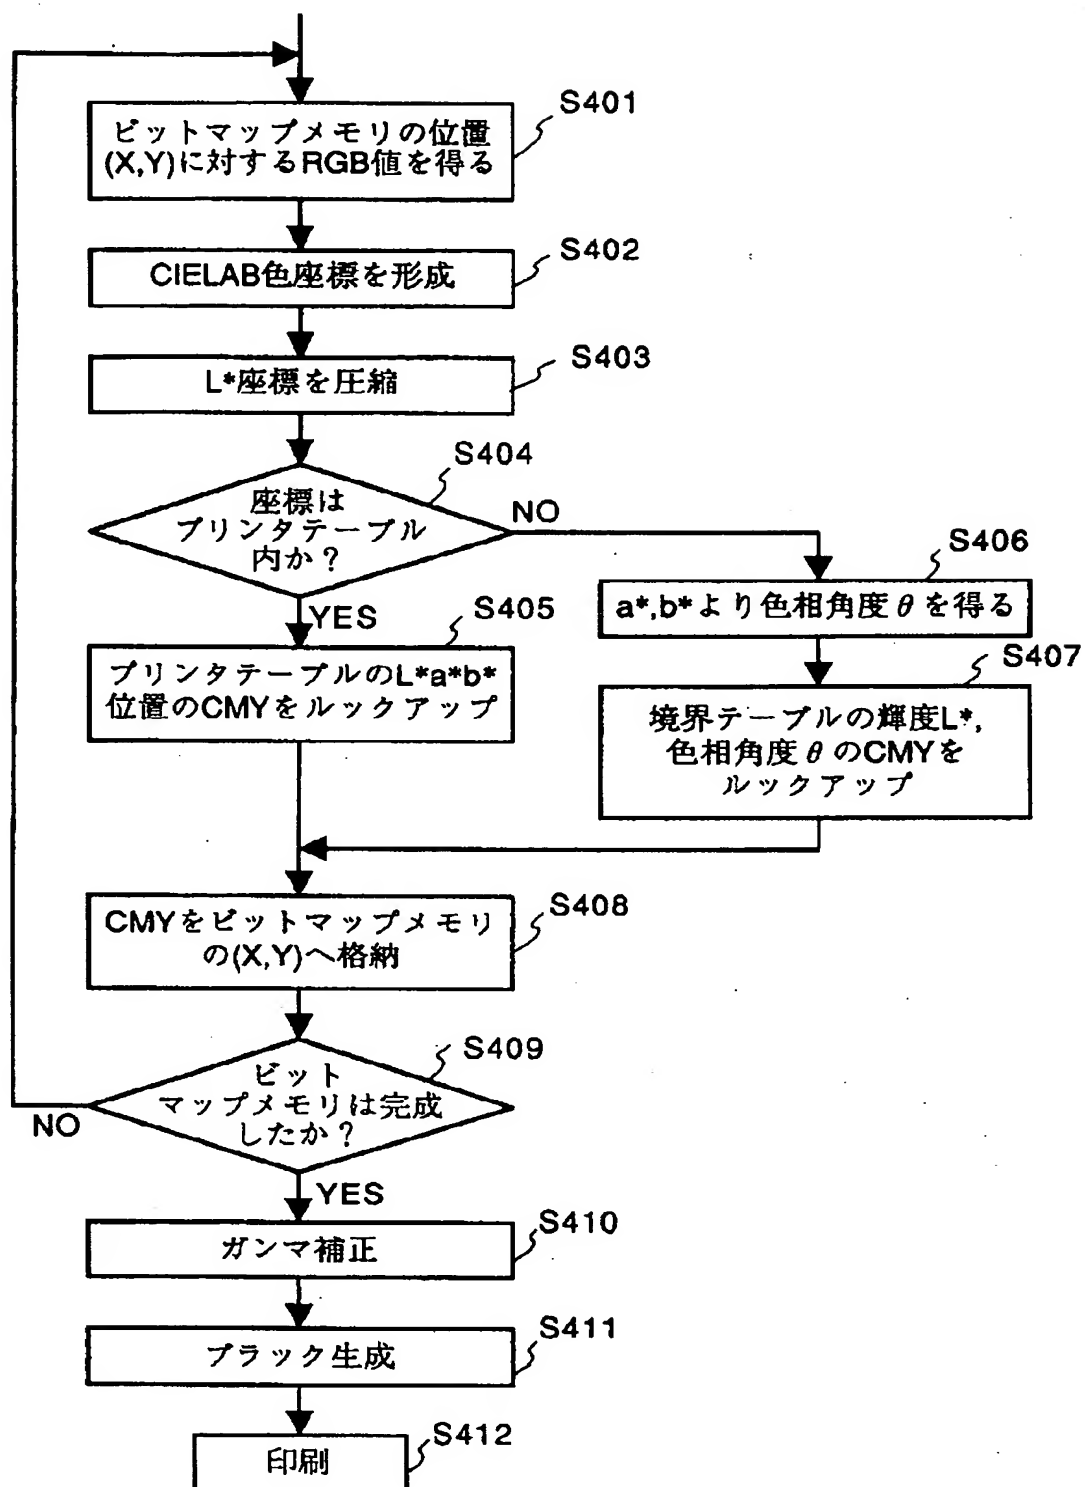 S401
ビットマップメモリの位置
(X,Y)に対するRGB値を得る
S402
CIELAB色座標を形成
S403
L*座標を圧縮
S404
座標は
プリンタテーブル
内か？
NO
YES
S405
プリンタテーブルのL*a*b*
位置のCMYをルックアップ
S406
a*,b*より色相角度θを得る
S407
境界テーブルの輝度L*,
色相角度θのCMYを
ルックアップ
S408
CMYをビットマップメモリ
の(X,Y)へ格納
S409
ビット
マップメモリは完成
したか？
NO
YES
S410
ガンマ補正
S411
ブラック生成
S412
印刷